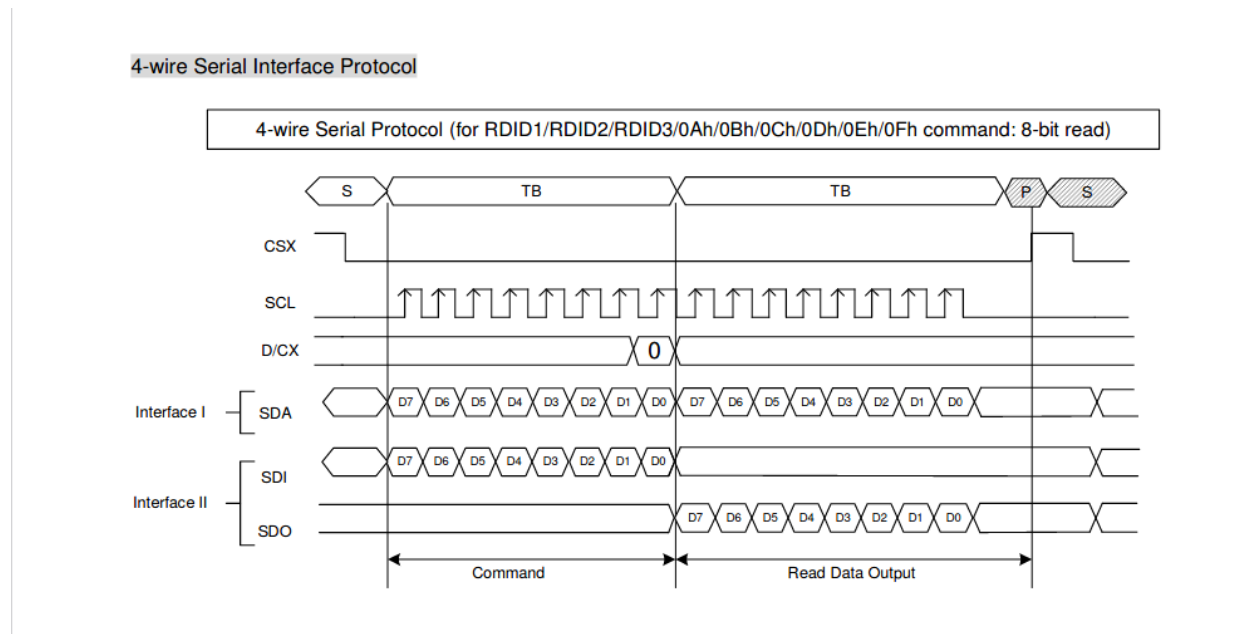 4-wire Serial Interface Protocol
4-wire Serial Protocol (for RDID1/RDID2/RDID3/0Ah/0Bh/0Ch/0Dh/0Eh/0Fh command: 8-bit read)
S TB TB P S
CSX
SCL
D/CX 0
Interface I
SDA D7 D6 D5 D4 D3 D2 D1 D0 D7 D6 D5 D4 D3 D2 D1 D0
SDI D7 D6 D5 D4 D3 D2 D1 D0
Interface II
SDO D7 D6 D5 D4 D3 D2 D1 D0
Command Read Data Output